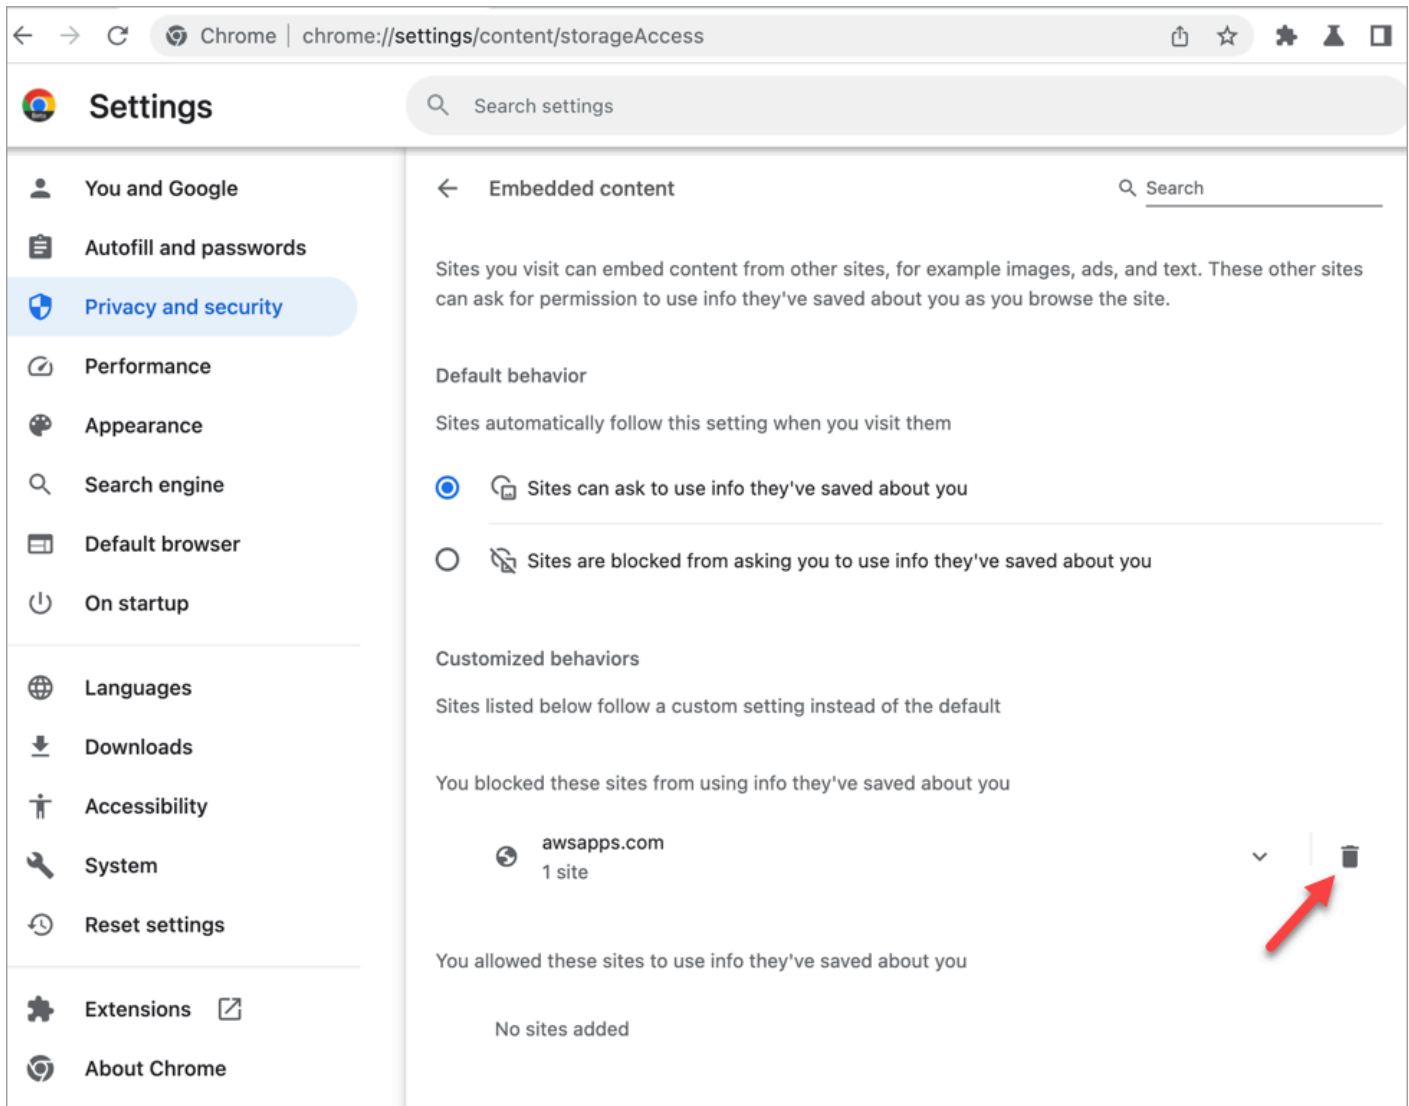 Chrome | chrome://settings/content/storageAccess
Settings
Search settings
You and Google
Autofill and passwords
Privacy and security
Performance
Appearance
Search engine
Default browser
On startup
Languages
Downloads
Accessibility
System
Reset settings
Extensions
About Chrome
Embedded content
Search
Sites you visit can embed content from other sites, for example images, ads, and text. These other sites
can ask for permission to use info they've saved about you as you browse the site.
Default behavior
Sites automatically follow this setting when you visit them
Sites can ask to use info they've saved about you
Sites are blocked from asking you to use info they've saved about you
Customized behaviors
Sites listed below follow a custom setting instead of the default
You blocked these sites from using info they've saved about you
awsapps.com
1 site
You allowed these sites to use info they've saved about you
No sites added